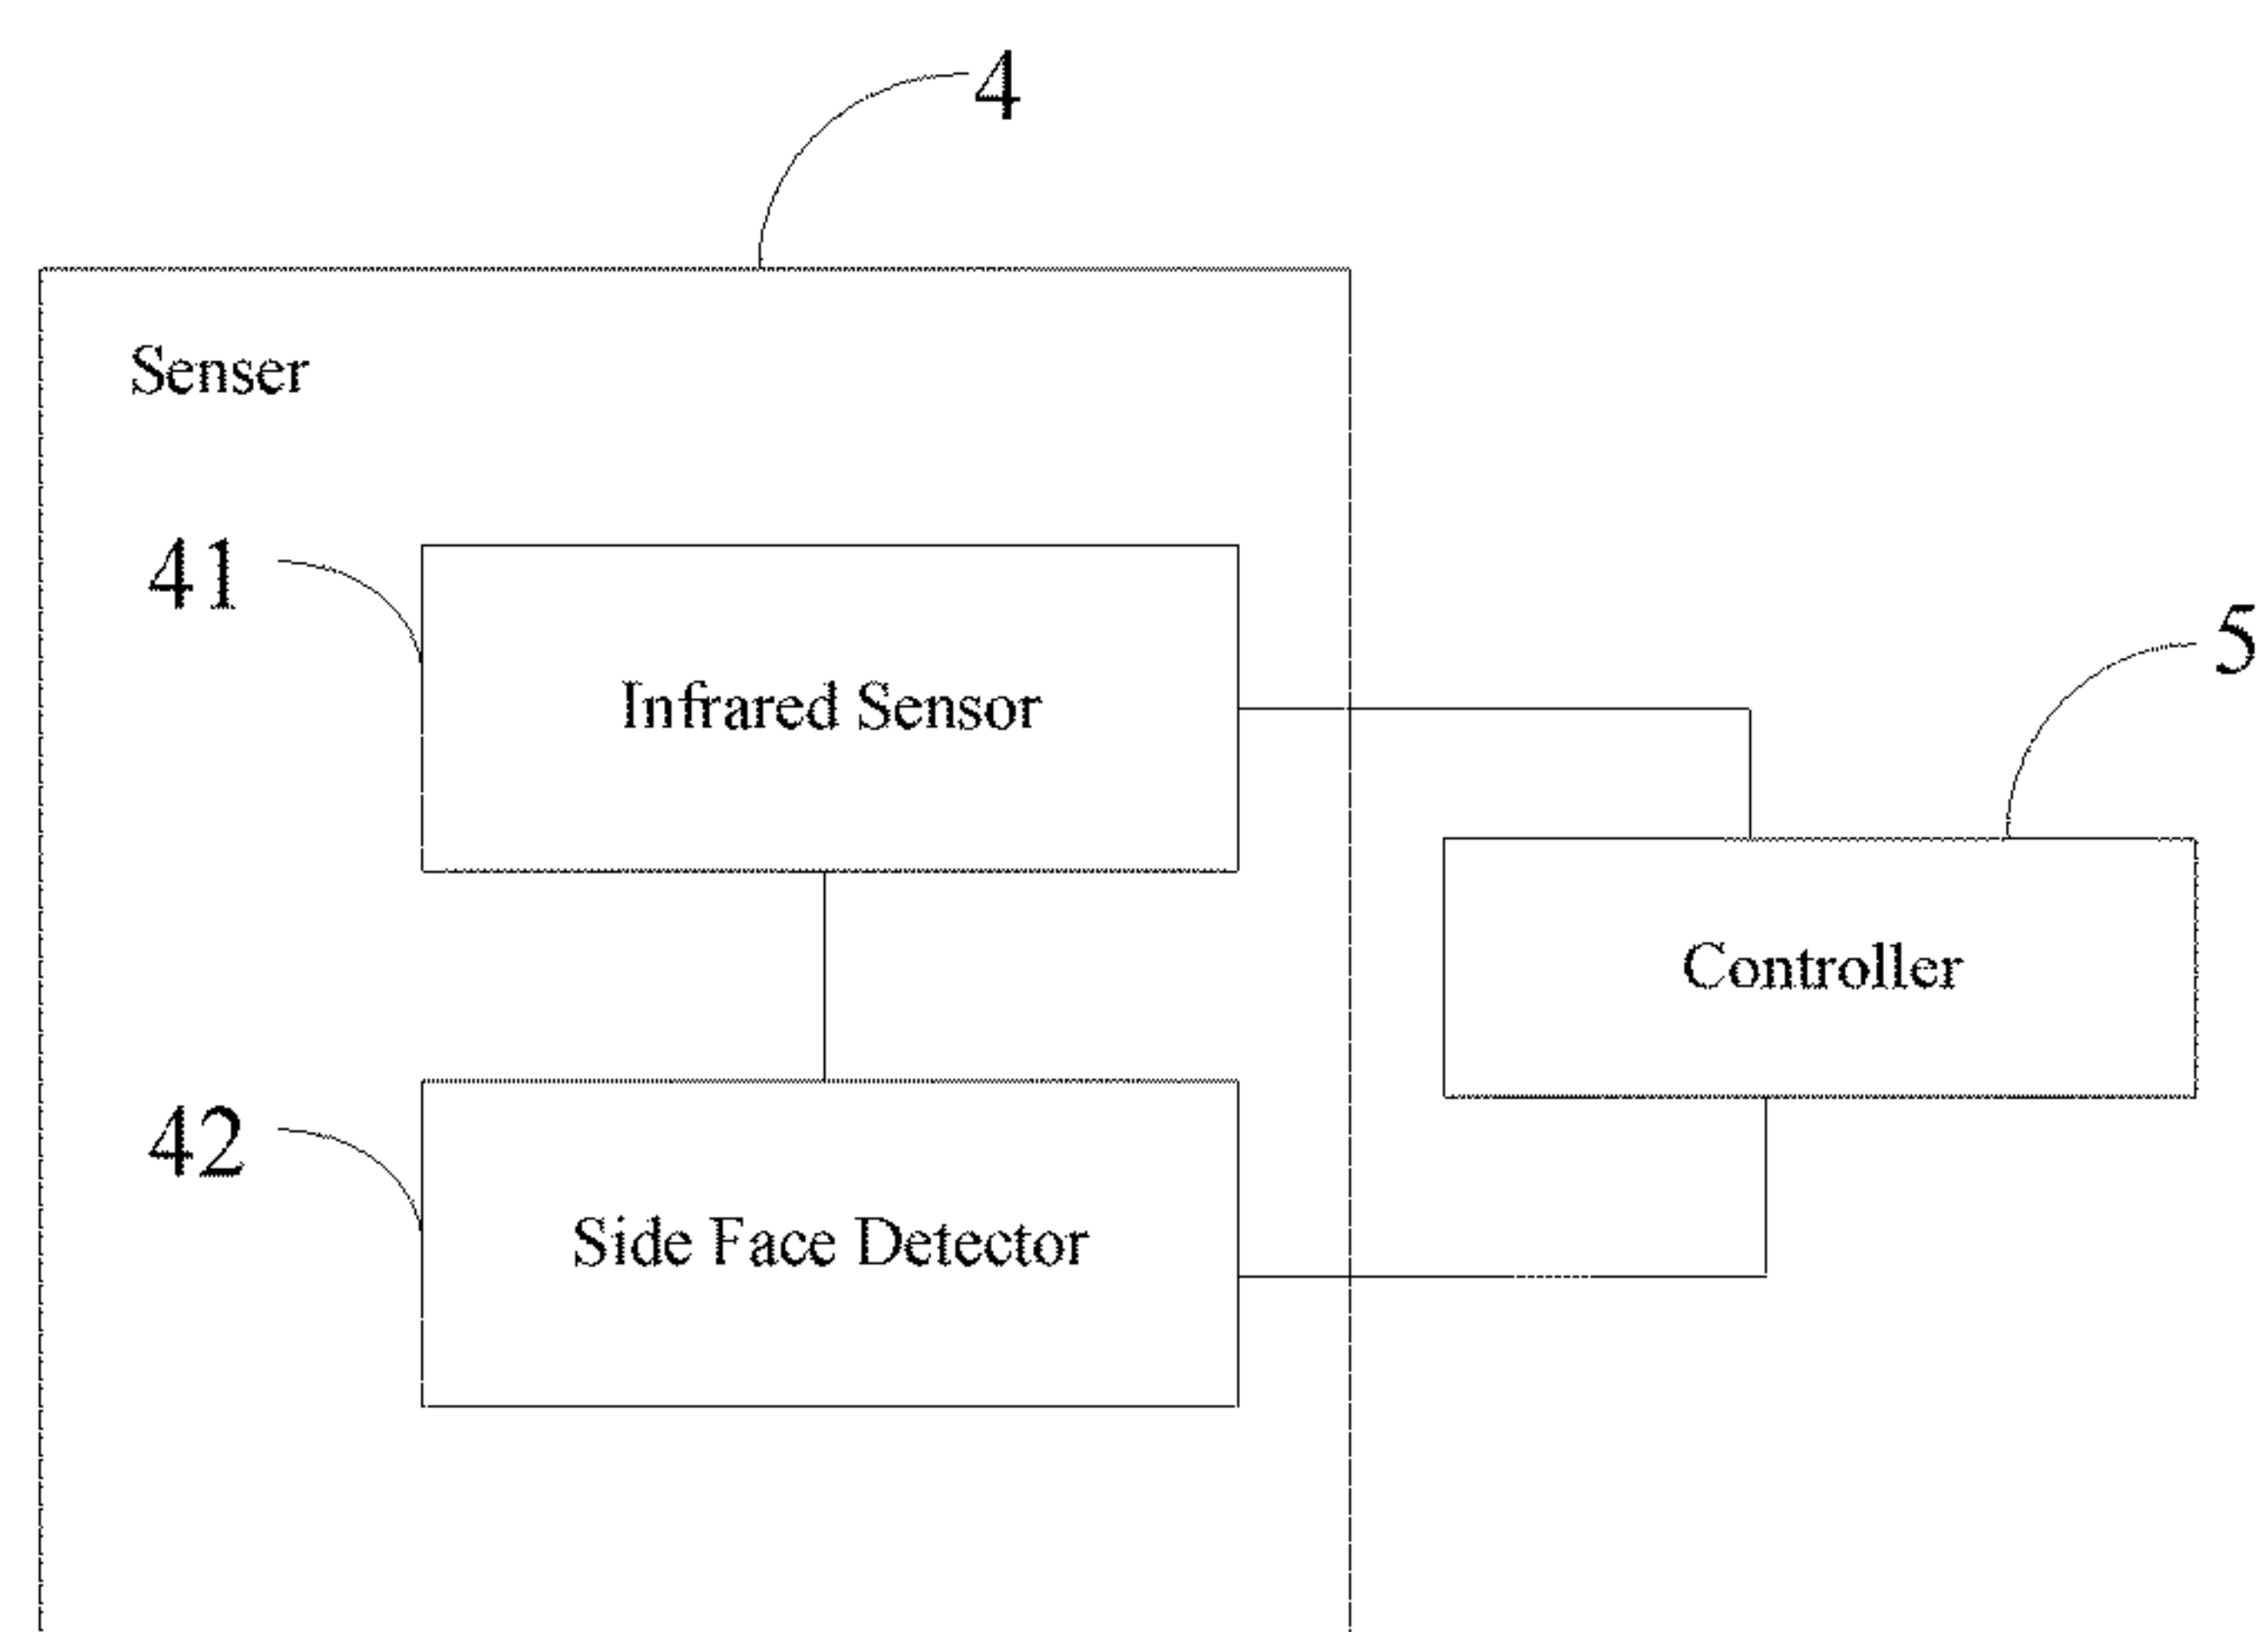 4
Senser
41
Infrared Sensor
5
Controller
42
Side Face Detector